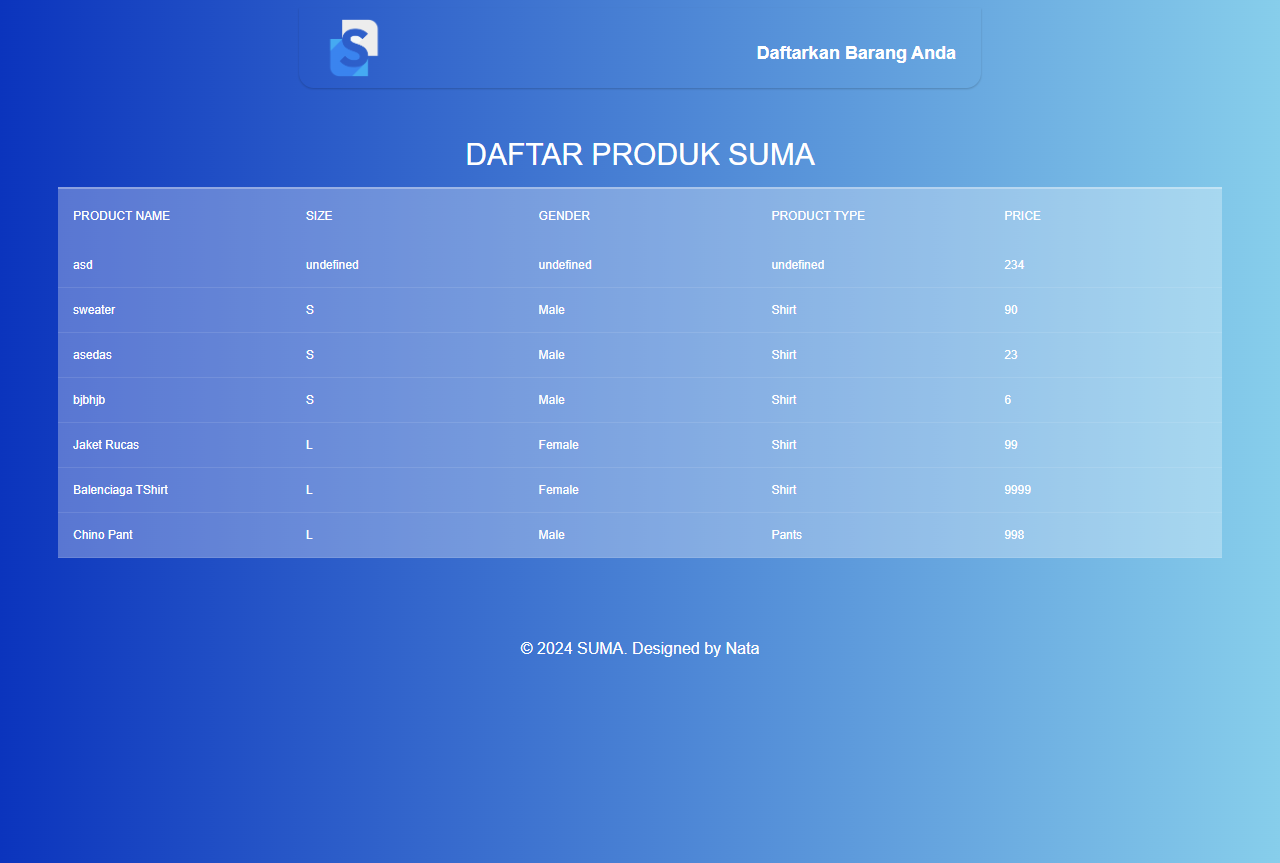 S
Daftarkan Barang Anda
DAFTAR PRODUK SUMA
PRODUCT NAME SIZE GENDER PRODUCT TYPE PRICE
asd undefined undefined undefined 234
sweater S Male Shirt 90
asedas S Male Shirt 23
bjbhjb S Male Shirt 6
Jaket Rucas L Female Shirt 99
Balenciaga TShirt L Female Shirt 9999
Chino Pant L Male Pants 998
© 2024 SUMA. Designed by Nata